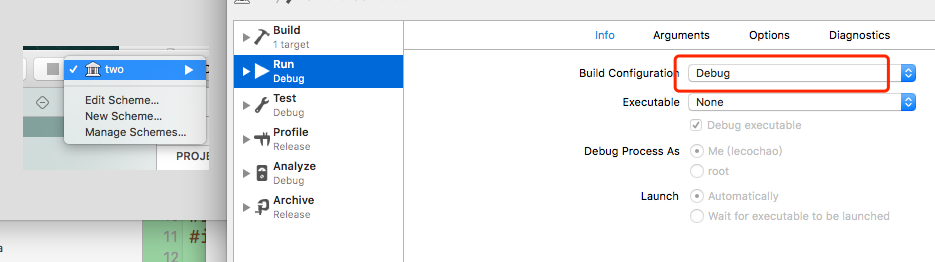 two
Edit Scheme...
New Scheme...
Manage Schemes...
PROJE
11
#i
12
Build
1 target
Run
Debug
Test
Debug
Profile
Release
Analyze
Debug
Archive
Release
Info
Arguments
Options
Diagnostics
Build Configuration
Debug
Executable
None
Debug executable
Debug Process As
Me (lecochao)
root
Launch
Automatically
Wait for executable to be launched